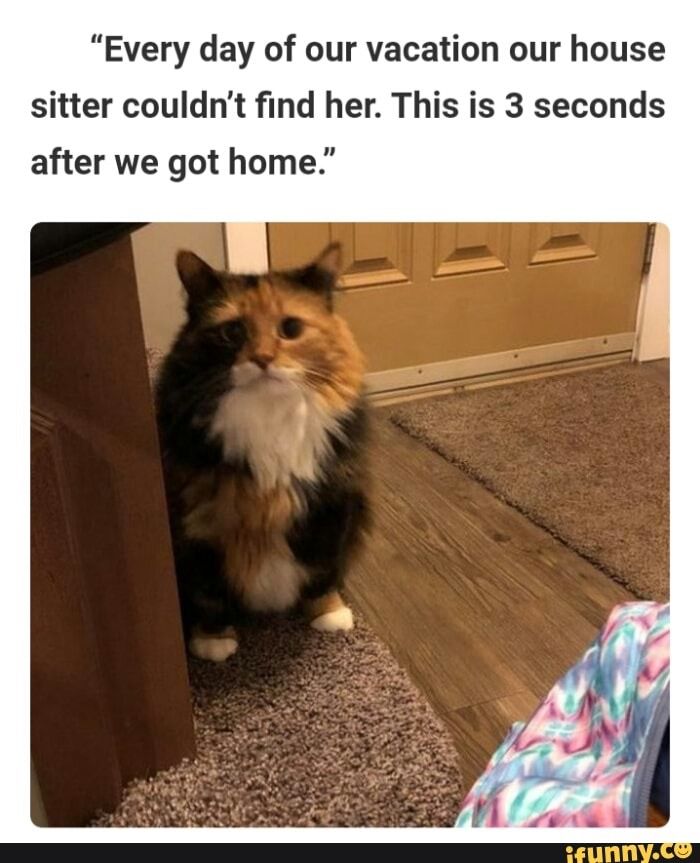 “Every day of our vacation our house
sitter couldn’t find her. This is 3 seconds
after we got home.”
ifunny.co